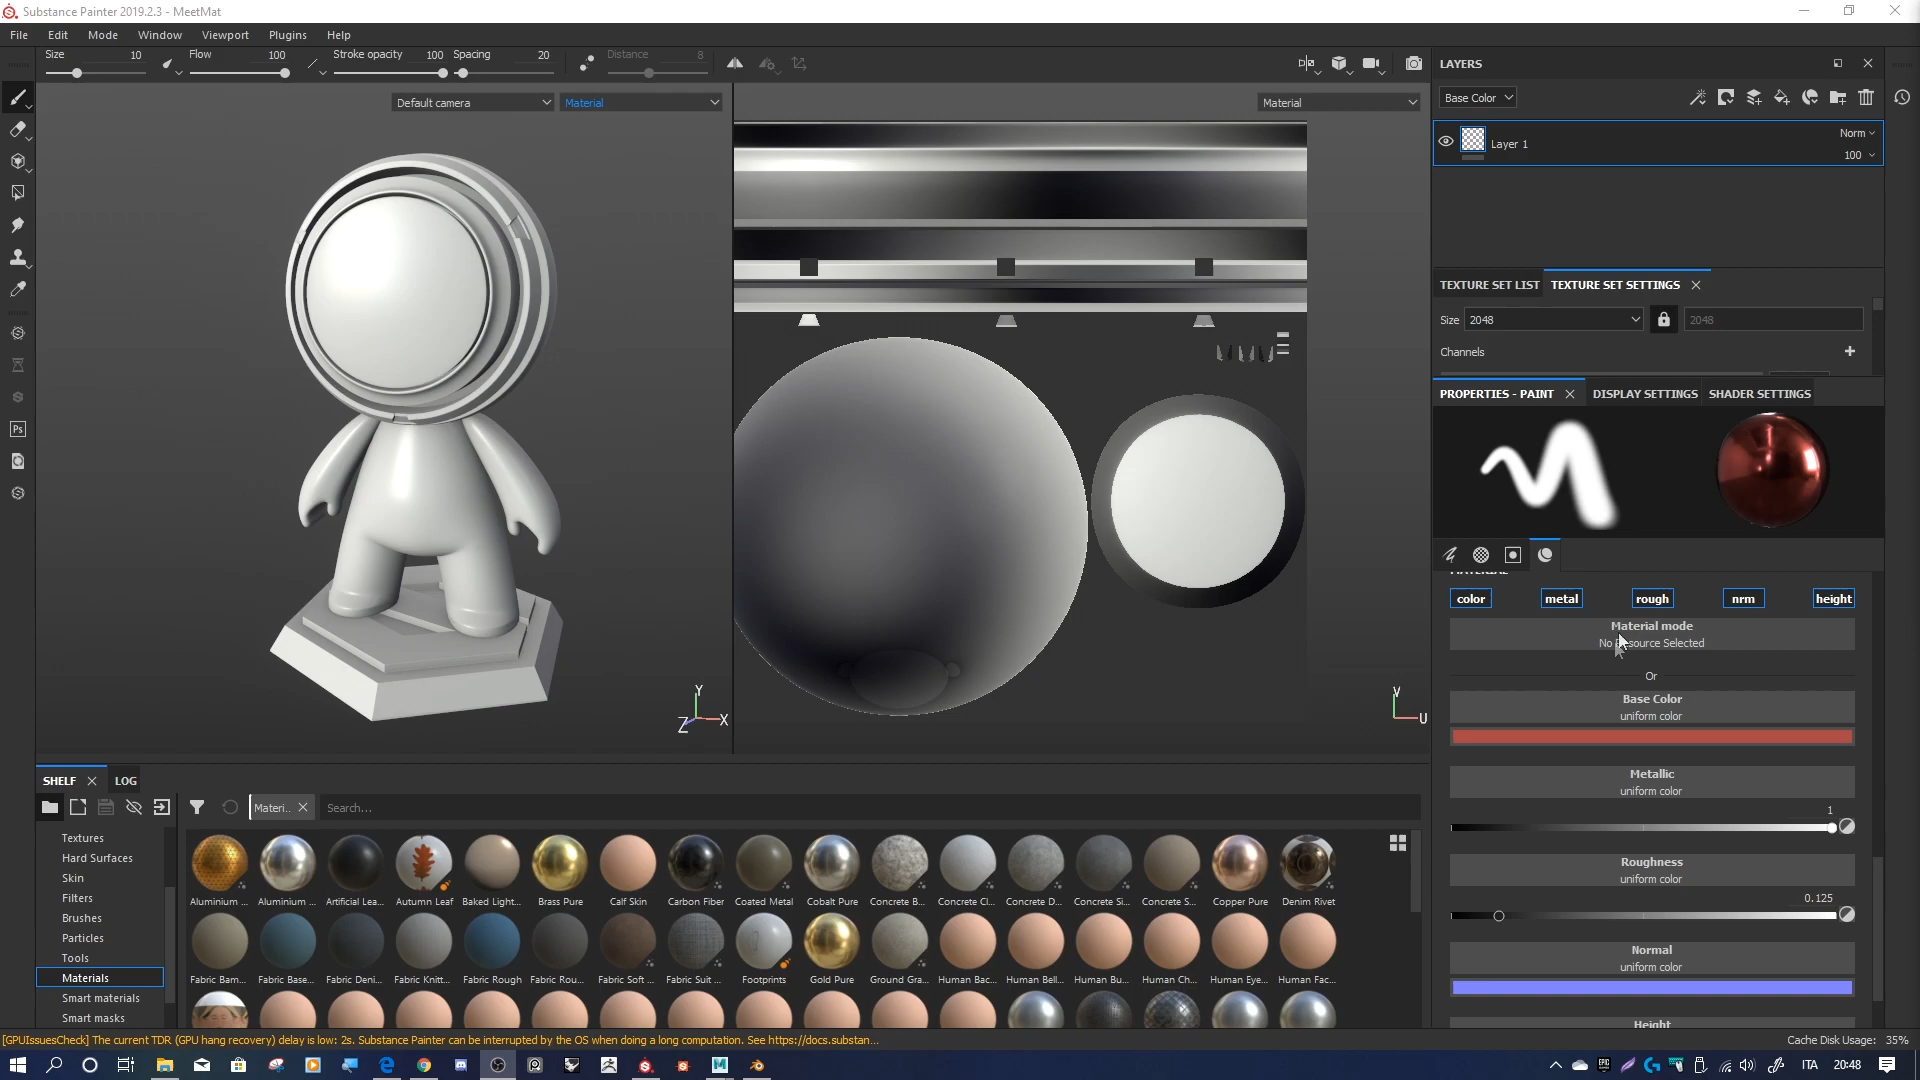 Substance Painter 2019.2.3 - MeetMat
File Edit Mode Window Viewport Plugins Help
Size 10 Flow 100 Stroke opacity 100 Spacing 20 Distance 8
Default camera Material Material
LAYERS
Base Color
Layer 1 Norm
100
TEXTURE SET LIST TEXTURE SET SETTINGS
Size 2048 2048
Channels
PROPERTIES - PAINT DISPLAY SETTINGS SHADER SETTINGS
MATERIAL
color metal rough nrm height
Material mode
No Resource Selected
Or
Base Color
uniform color
Metallic
uniform color
1
Roughness
uniform color
0.125
Normal
uniform color
Height
Y
Z X
V
U
SHELF LOG
Materi.. Search...
Textures
Hard Surfaces
Skin
Filters
Brushes
Particles
Tools
Materials
Smart materials
Smart masks
Aluminium ... Aluminium ... Artificial Lea... Autumn Leaf Baked Light... Brass Pure Calf Skin Carbon Fiber Coated Metal Cobalt Pure Concrete B... Concrete Cl... Concrete D... Concrete Si... Concrete S... Copper Pure Denim Rivet
Fabric Bam... Fabric Base... Fabric Deni... Fabric Knitt... Fabric Rough Fabric Rou... Fabric Soft ... Fabric Suit ... Footprints Gold Pure Ground Gra... Human Bac... Human Bell... Human Bu... Human Ch... Human Eye... Human Fac...
[GPUIssuesCheck] The current TDR (GPU hang recovery) delay is low: 2s. Substance Painter can be interrupted by the OS when doing a long computation. See https://docs.substan...
Cache Disk Usage: 35%
Ps
ITA 20:48